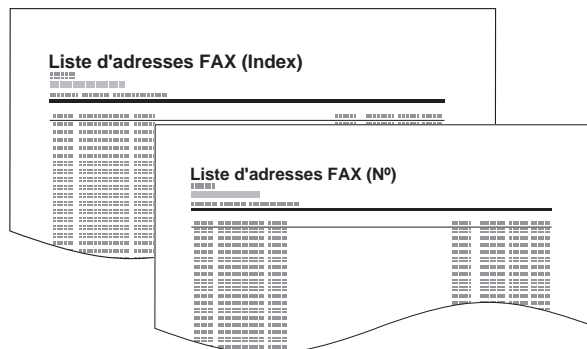 Liste d'adresses FAX (Index)
Liste d'adresses FAX (Nº)